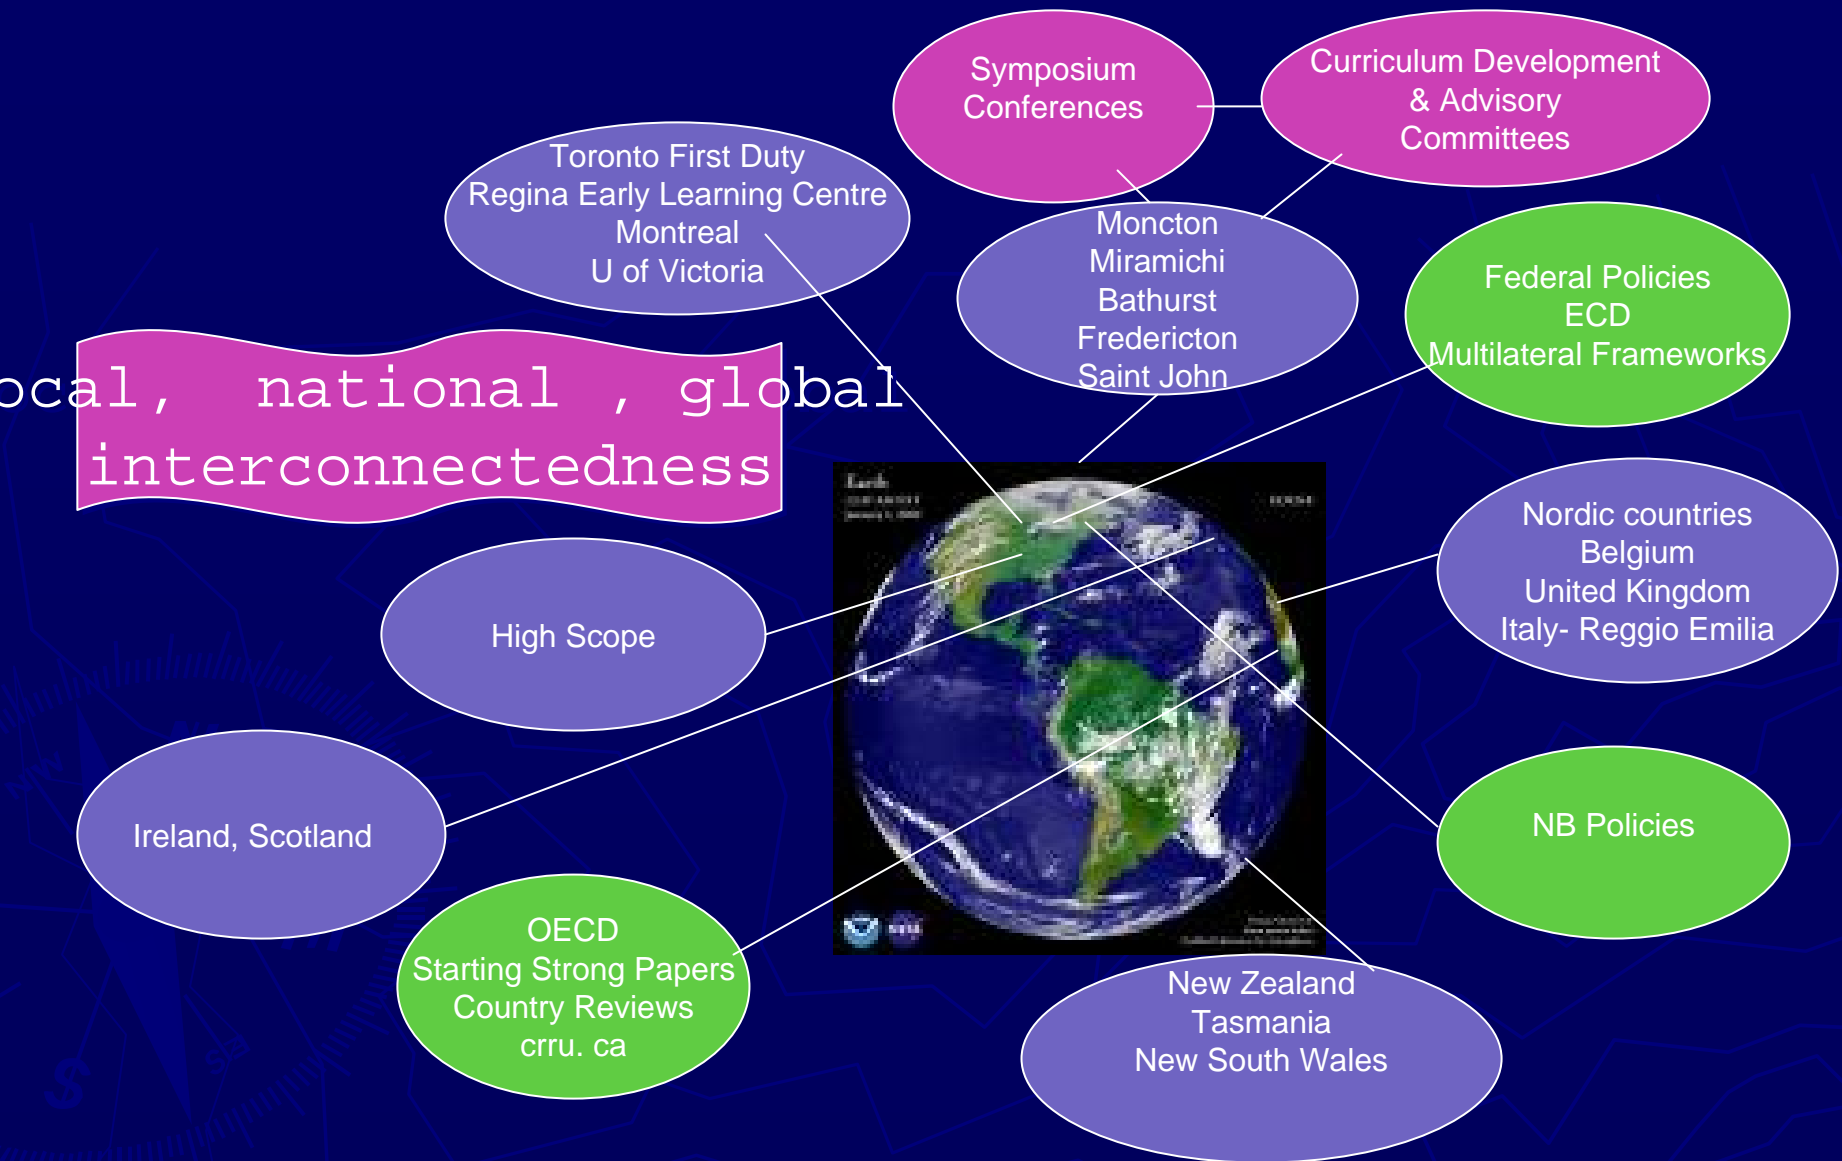 Symposium
Conferences
Curriculum Development
& Advisory
Committees
Toronto First Duty
Regina Early Learning Centre
Montreal
U of Victoria
Moncton
Miramichi
Bathurst
Fredericton
Saint John
Federal Policies
ECD
Multilateral Frameworks
ocal, national , global
interconnectedness
Earth
Nordic countries
Belgium
United Kingdom
Italy- Reggio Emilia
High Scope
Ireland, Scotland
NB Policies
OECD
Starting Strong Papers
Country Reviews
crru. ca
New Zealand
Tasmania
New South Wales